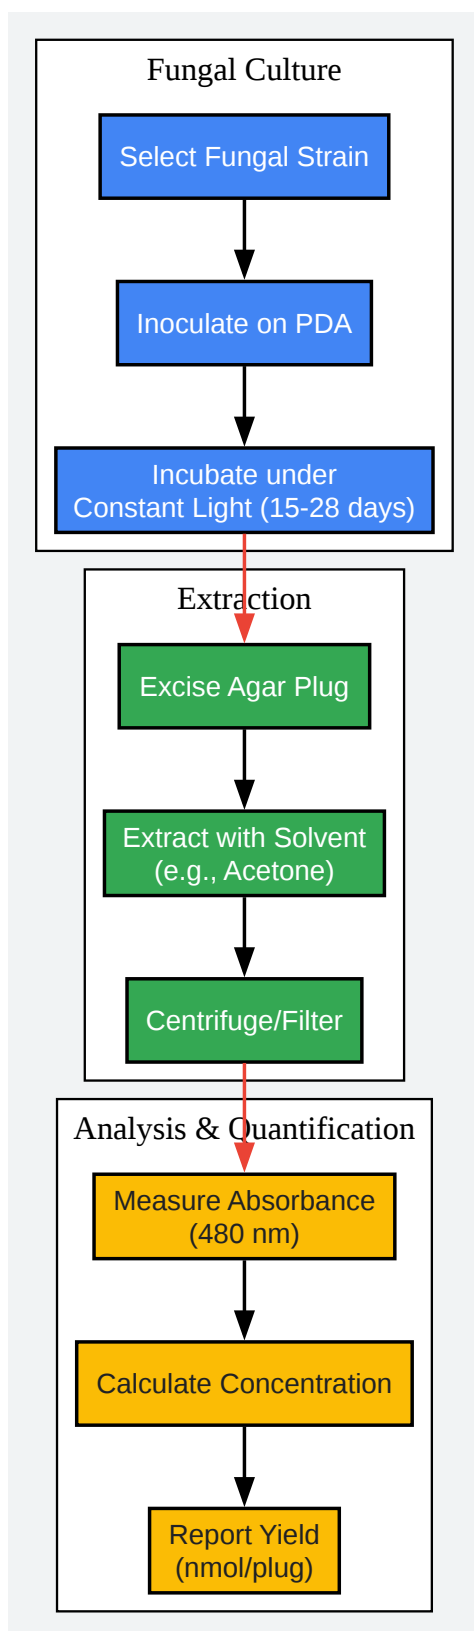 Fungal Culture
Select Fungal Strain
Inoculate on PDA
Incubate under
Constant Light (15-28 days)
Extraction
Excise Agar Plug
Extract with Solvent
(e.g., Acetone)
Centrifuge/Filter
Analysis & Quantification
Measure Absorbance
(480 nm)
Calculate Concentration
Report Yield
(nmol/plug)